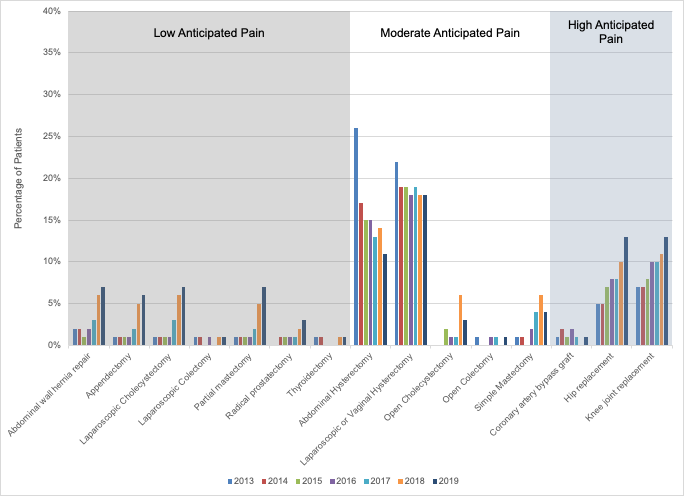 40%
35%
30%
25%
20%
15%
10%
5%
0%
Percentage of Patients
Low Anticipated Pain
Moderate Anticipated Pain
High Anticipated
Pain
Abdominal wall hernia repair
Appendectomy
Laparoscopic Cholecystectomy
Laparoscopic Colectomy
Partial mastectomy
Radical prostatectomy
Thyroidectomy
Abdominal Hysterectomy
Laparoscopic or Vaginal Hysterectomy
Open Cholecystectomy
Open Colectomy
Simple Mastectomy
Coronary artery bypass graft
Hip replacement
Knee joint replacement
2013 2014 2015 2016 2017 2018 2019